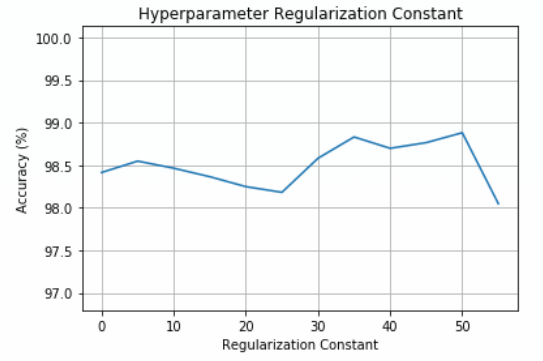 Hyperparameter Regularization Constant
100.0
99.5
99.0
98.5
98.0
97.5
97.0
Accuracy (%)
0 10 20 30 40 50
Regularization Constant